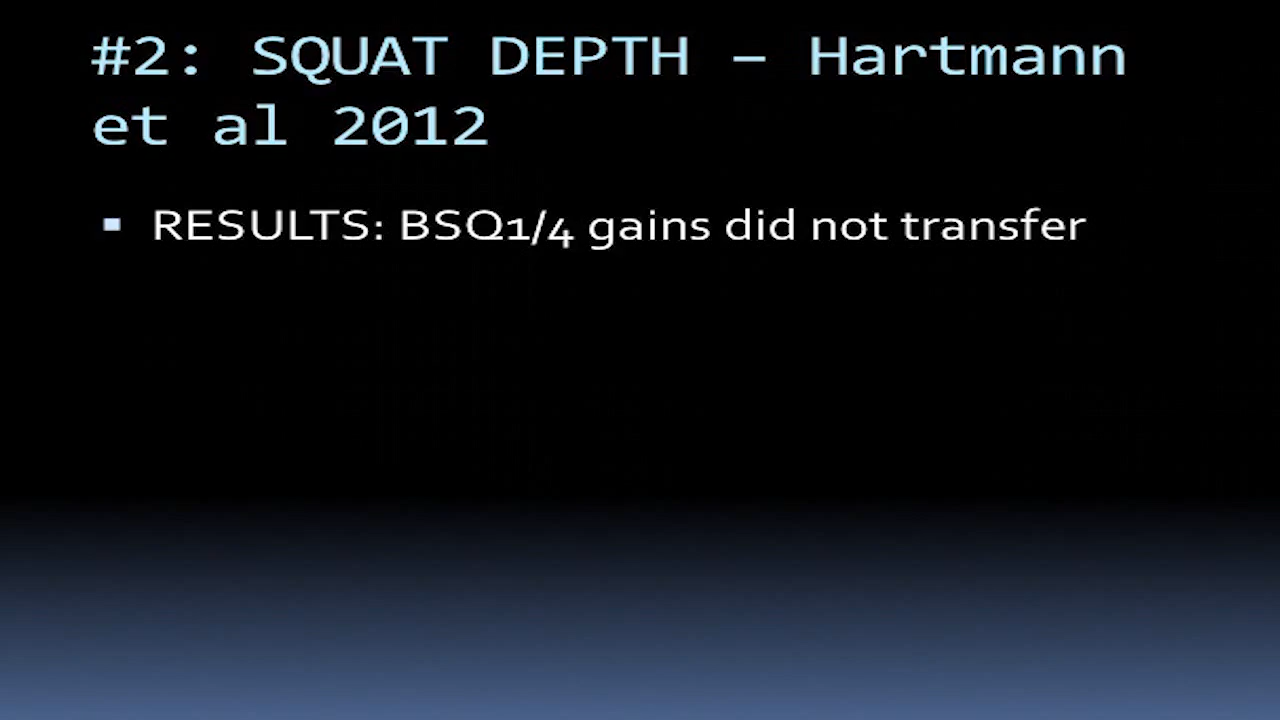 #2: SQUAT DEPTH – Hartmann
et al 2012
▪ RESULTS: BSQ1/4 gains did not transfer